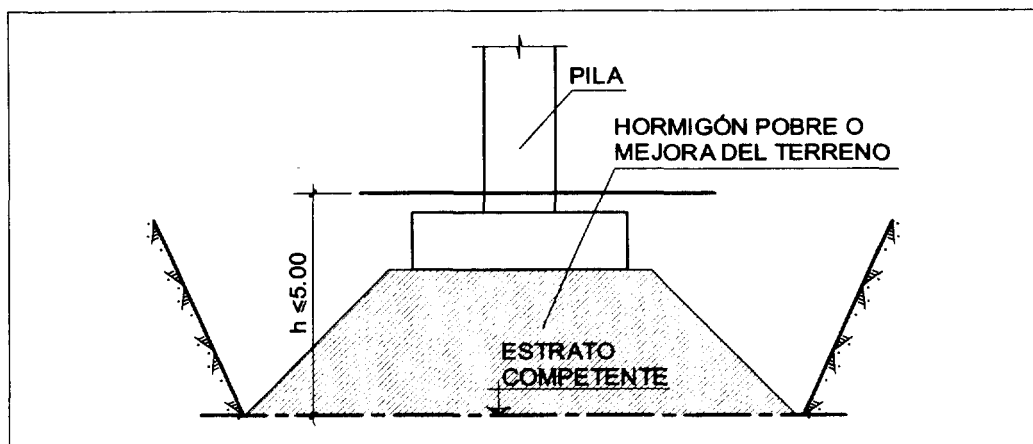 PILA
HORMIGÓN POBRE O
MEJORA DEL TERRENO
h ≤5.00
ESTRATO
COMPETENTE